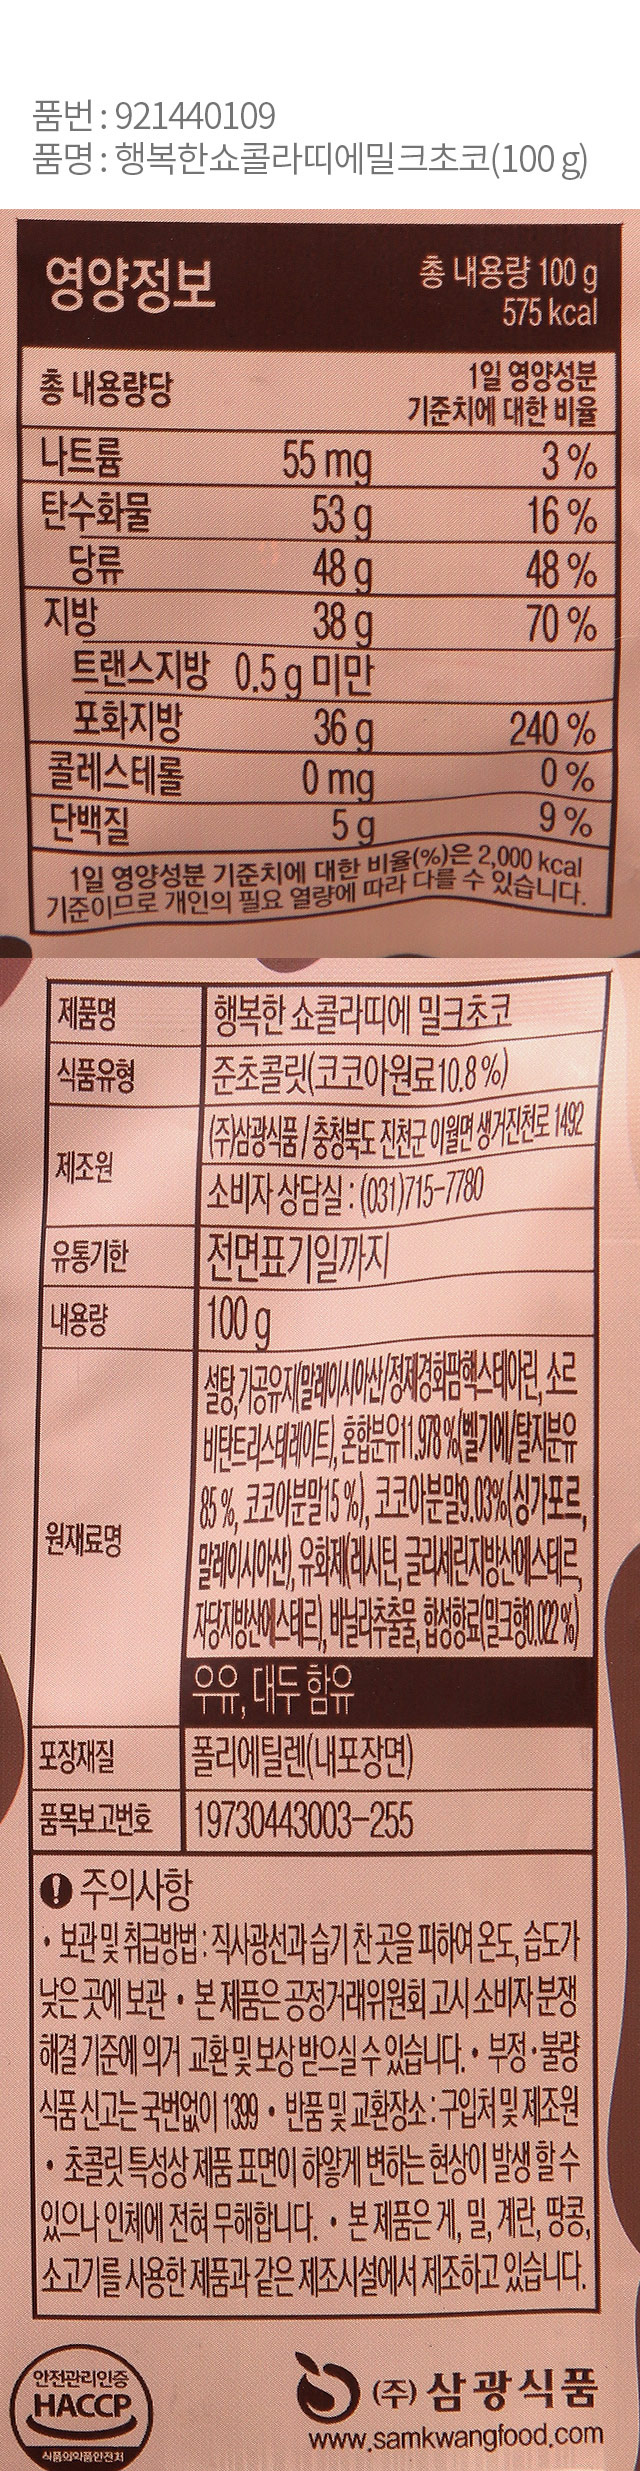 품번 : 921440109
품명 : 행복한쇼콜라띠에밀크초코(100 g)
영양정보
총 내용량 100 g
575 kcal
총 내용량당
1일 영양성분
기준치에 대한 비율
나트륨 55 mg 3 %
탄수화물 53 g 16 %
당류 48 g 48 %
지방 38 g 70 %
트랜스지방 0.5 g 미만
포화지방 36 g 240 %
콜레스테롤 0 mg 0 %
단백질 5 g 9 %
1일 영양성분 기준치에 대한 비율(%)은 2,000 kcal
기준이므로 개인의 필요 열량에 따라 다를 수 있습니다.
제품명 행복한 쇼콜라띠에 밀크초코
식품유형 준초콜릿(코코아원료10.8%)
제조원
(주)삼광식품 / 충청북도 진천군 이월면 생거진천로 1492
소비자 상담실 : (031)715-7780
유통기한 전면표기일까지
내용량 100 g
원재료명
설탕,가공유지(말레이시아산/정제경화팜핵스테아린, 소르
비탄트리스테레이트), 혼합분유11.978%(벨기에/탈지분유
85 %, 코코아분말15 %), 코코아분말9.03%(싱가포르,
말레이시아산), 유화제(레시틴, 글리세린지방산에스테르,
자당지방산에스테르), 바닐라추출물, 합성향료(밀크향0.022%)
우유, 대두 함유
포장재질 폴리에틸렌(내포장면)
품목보고번호 19730443003-255
! 주의사항
• 보관 및 취급방법 : 직사광선과 습기 찬 곳을 피하여 온도, 습도가
낮은 곳에 보관 • 본 제품은 공정거래위원회 고시 소비자 분쟁
해결 기준에 의거 교환 및 보상 받으실 수 있습니다. • 부정·불량
식품 신고는 국번없이 1399 • 반품 및 교환장소 : 구입처 및 제조원
• 초콜릿 특성상 제품 표면이 하얗게 변하는 현상이 발생 할 수
있으나 인체에 전혀 무해합니다. • 본 제품은 게, 밀, 계란, 땅콩,
소고기를 사용한 제품과 같은 제조시설에서 제조하고 있습니다.
안전관리인증
HACCP
식품의약품안전처
(주) 삼광식품
www.samkwangfood.com